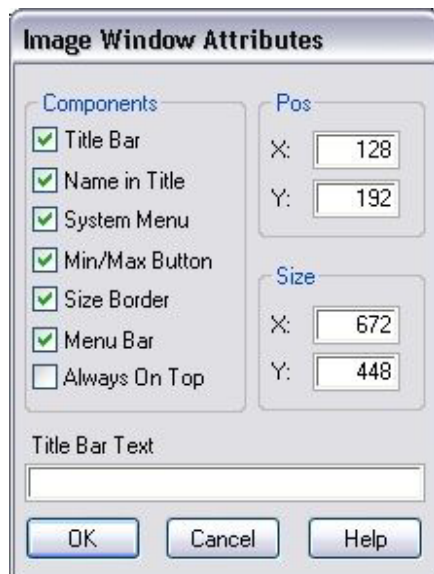 Image Window Attributes
Components
Title Bar
Name in Title
System Menu
Min/Max Button
Size Border
Menu Bar
Always On Top
Pos
X: 128
Y: 192
Size
X: 672
Y: 448
Title Bar Text
OK Cancel Help